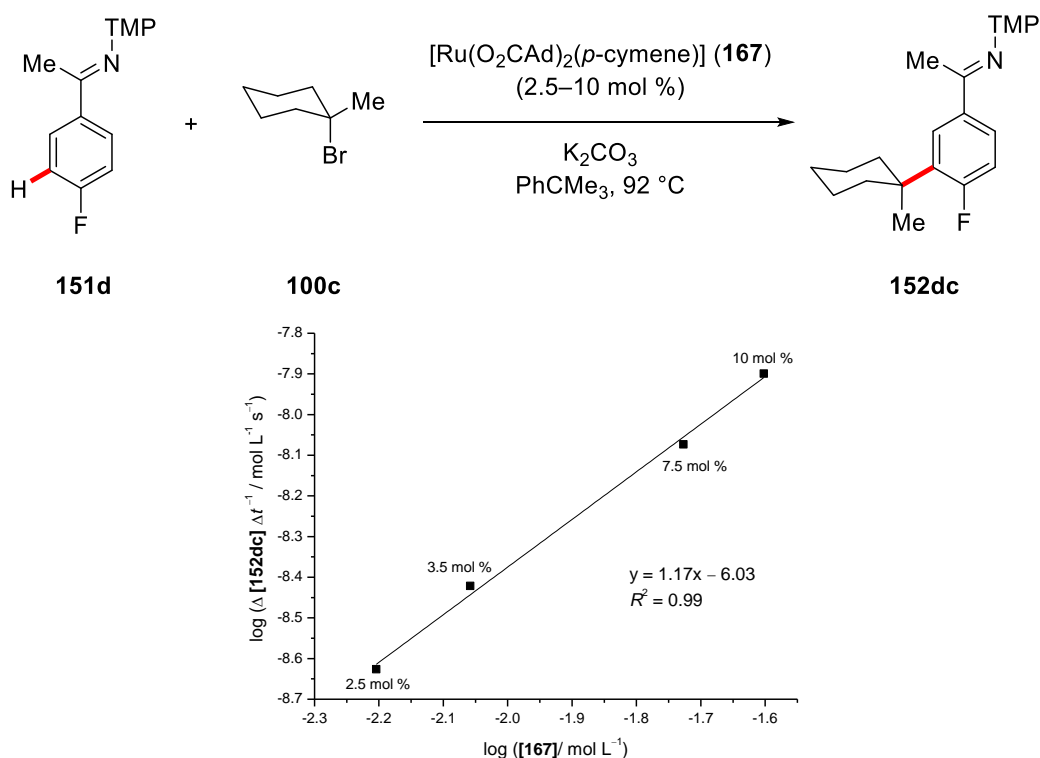 TMP
Me
N
H
F
+
Me
Br
[Ru(O₂CAd)₂(p-cymene)] (167)
(2.5–10 mol %)
K₂CO₃
PhCMe₃, 92 °C
TMP
Me
N
Me
F
151d
100c
152dc
-7.8
-7.9
-8.0
-8.1
-8.2
-8.3
-8.4
-8.5
-8.6
-8.7
log (Δ [152dc] Δt⁻¹ / mol L⁻¹ s⁻¹)
10 mol %
7.5 mol %
3.5 mol %
2.5 mol %
y = 1.17x – 6.03
R² = 0.99
-2.3 -2.2 -2.1 -2.0 -1.9 -1.8 -1.7 -1.6
log ([167]/ mol L⁻¹)